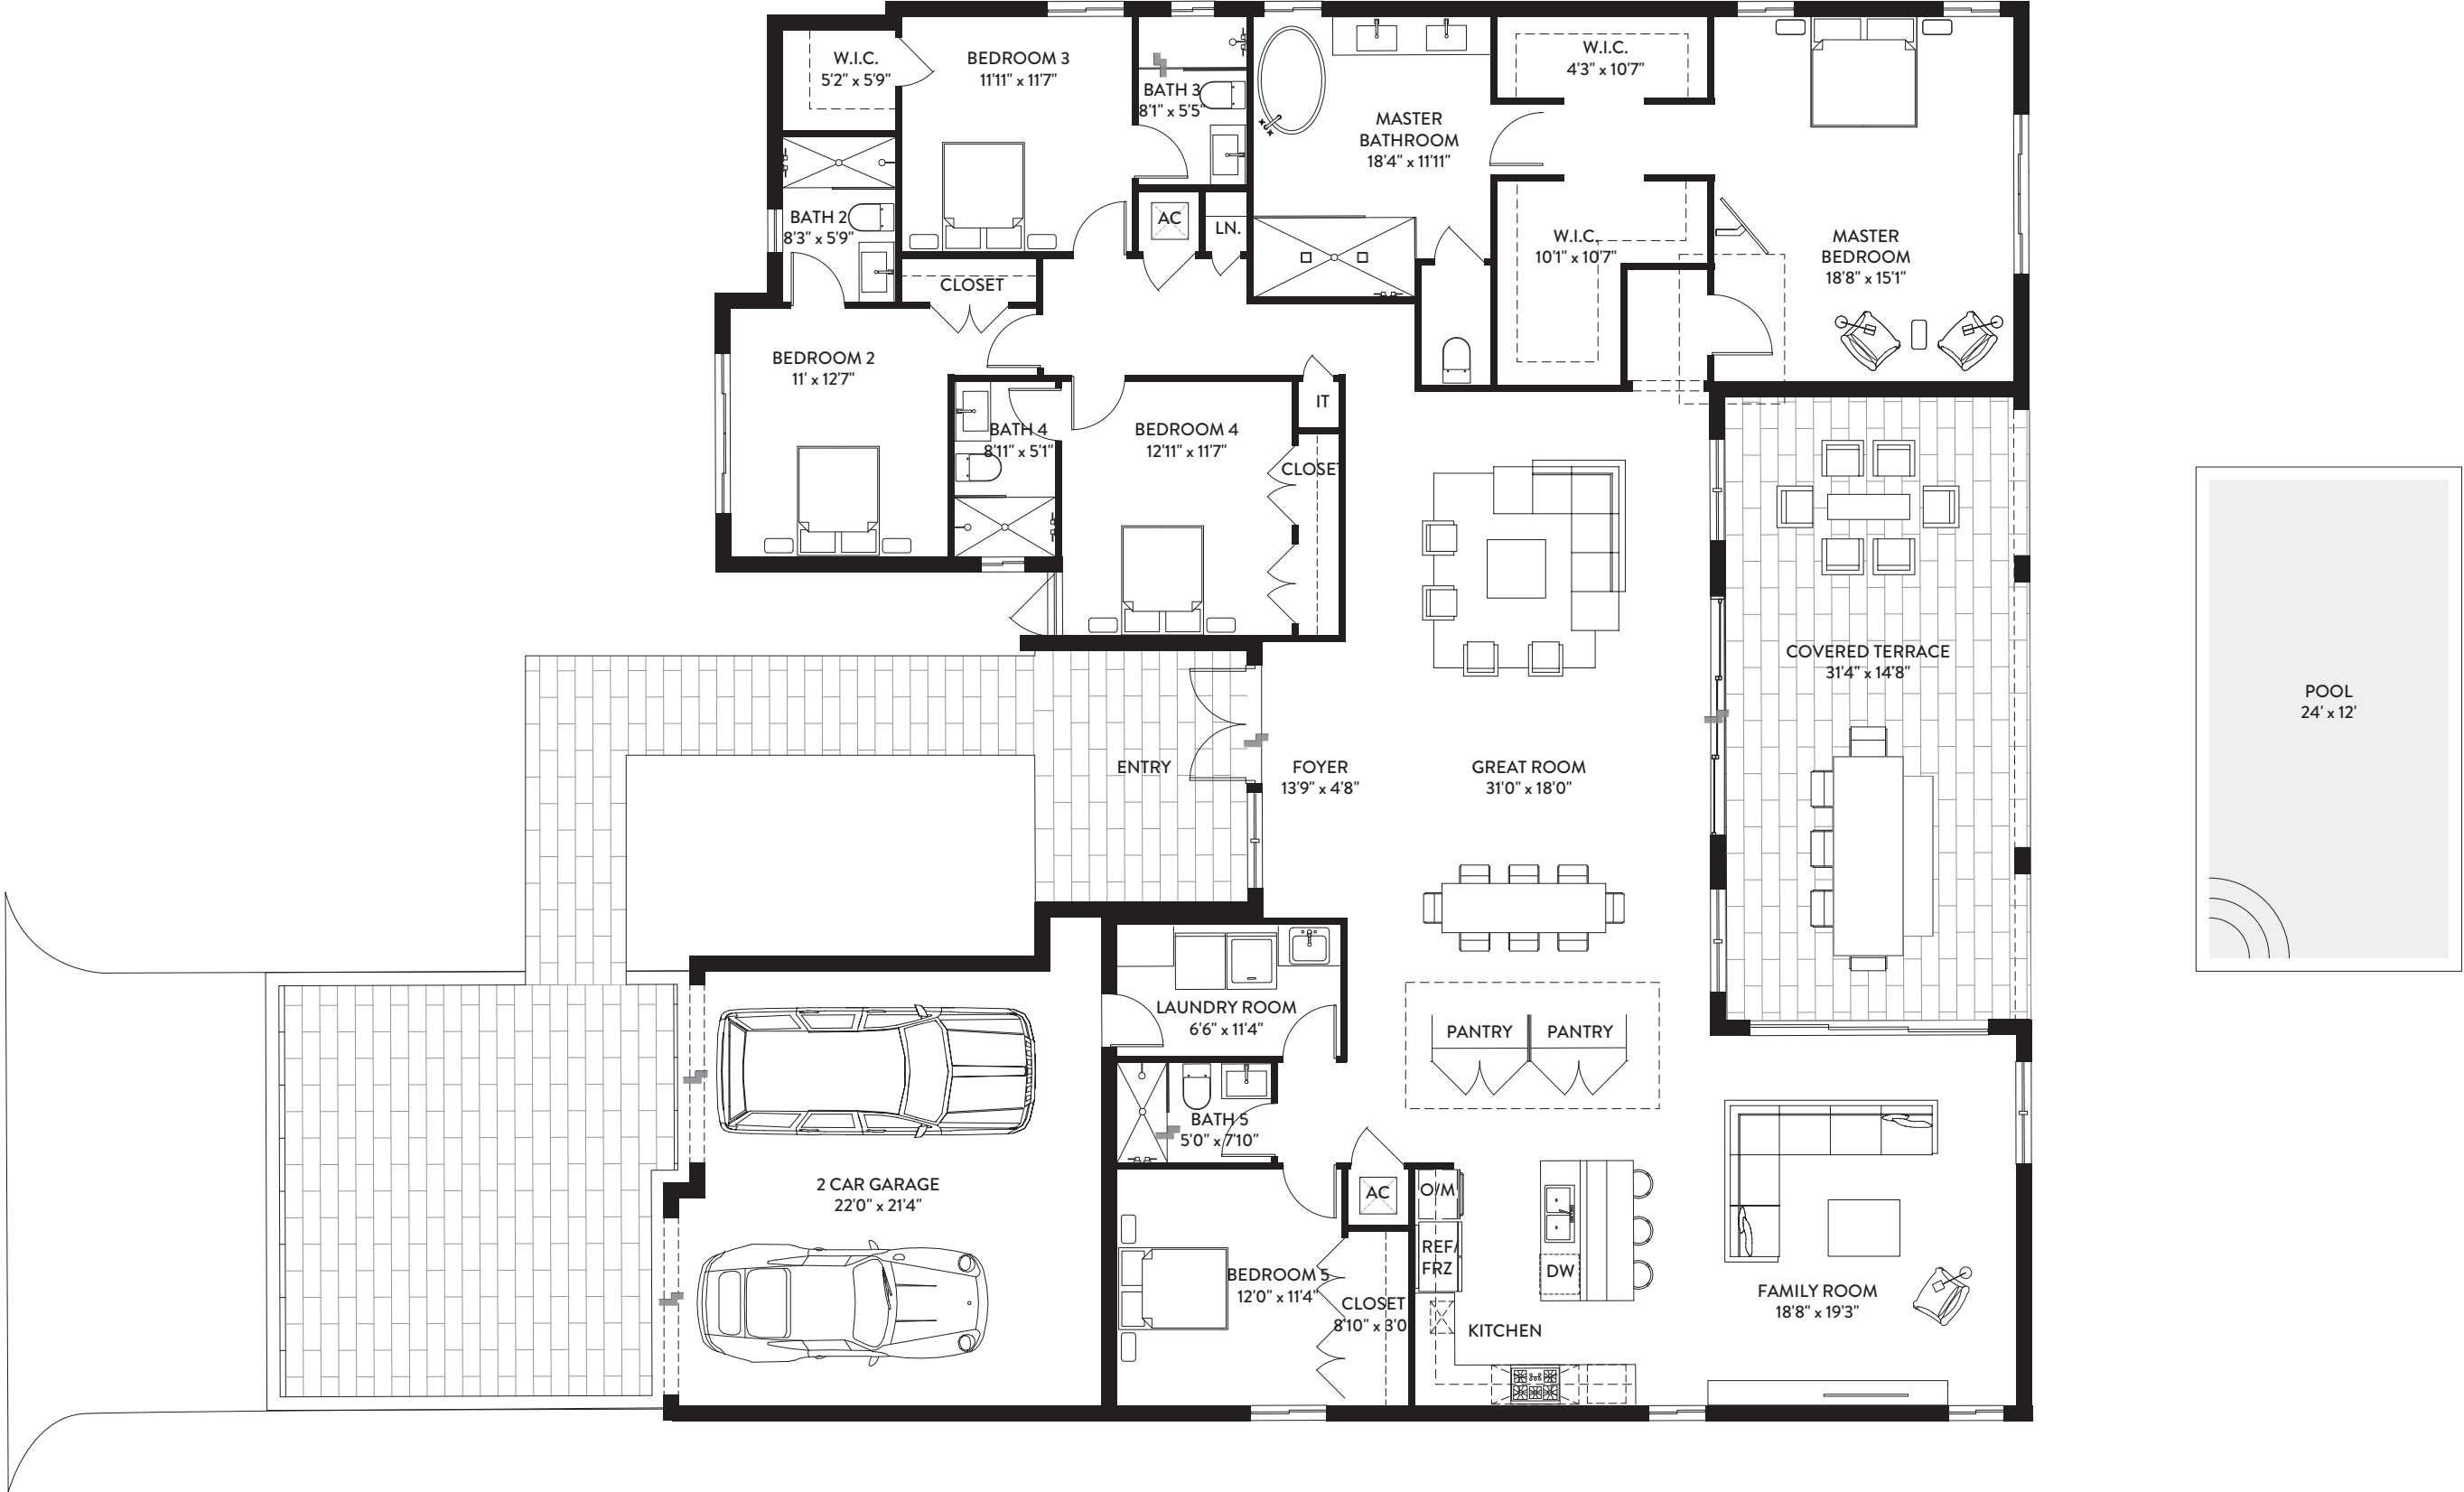 W.I.C.
5'2" x 5'9"
BEDROOM 3
11'11" x 11'7"
BATH 3
8'1" x 5'5"
MASTER
BATHROOM
18'4" x 11'11"
W.I.C.
4'3" x 10'7"
BATH 2
8'3" x 5'9"
AC
LN.
W.I.C.
10'1" x 10'7"
MASTER
BEDROOM
18'8" x 15'1"
CLOSET
BEDROOM 2
11' x 12'7"
BATH 4
8'11" x 5'1"
BEDROOM 4
12'11" x 11'7"
IT
CLOSET
COVERED TERRACE
31'4" x 14'8"
POOL
24' x 12'
ENTRY
FOYER
13'9" x 4'8"
GREAT ROOM
31'0" x 18'0"
LAUNDRY ROOM
6'6" x 11'4"
PANTRY
PANTRY
BATH 5
5'0" x 7'10"
2 CAR GARAGE
22'0" x 21'4"
AC
O/M
REF/
FRZ
DW
BEDROOM 5
12'0" x 11'4"
CLOSET
8'10" x 3'0
KITCHEN
FAMILY ROOM
18'8" x 19'3"